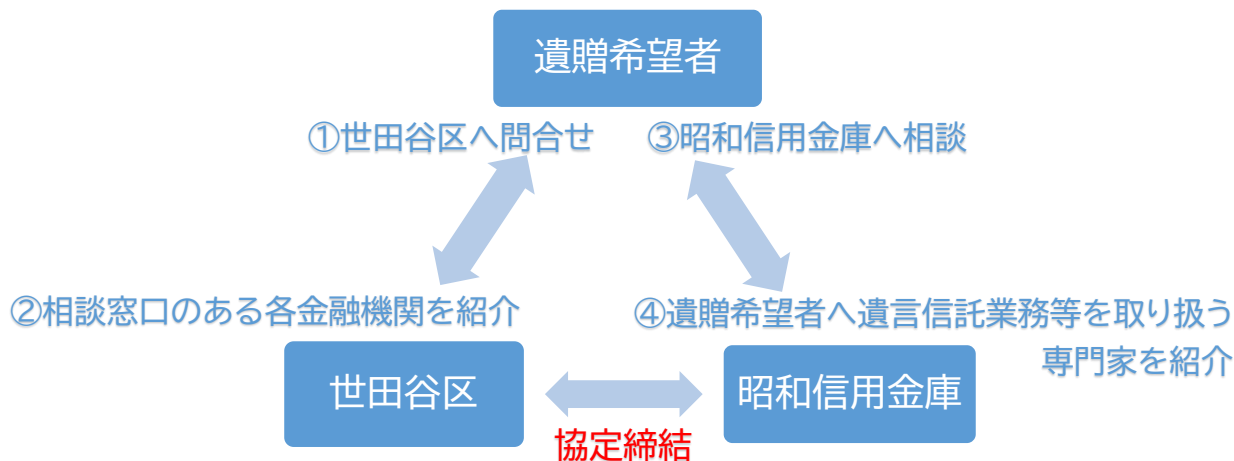 遺贈希望者
①世田谷区へ問合せ
③昭和信用金庫へ相談
②相談窓口のある各金融機関を紹介
④遺贈希望者へ遺言信託業務等を取り扱う
専門家を紹介
世田谷区
昭和信用金庫
協定締結